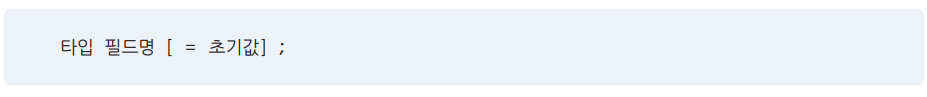 타입 필드명 [ = 초기값] ;